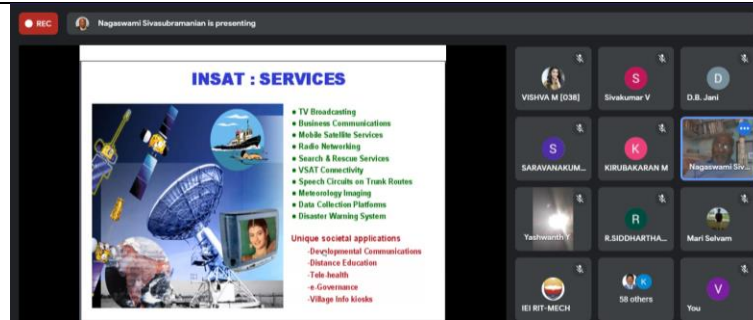 REC
Nagaswami Sivasubramanian is presenting
INSAT : SERVICES
● TV Broadcasting
● Business Communications
● Mobile Satellite Services
● Radio Networking
● Search & Rescue Services
● VSAT Connectivity
● Speech Circuits on Trunk Routes
● Meteorology Imaging
● Data Collection Platforms
● Disaster Warning System
Unique societal applications
-Developmental Communications
-Distance Education
-Tele-health
-e-Governance
-Village Info kiosks
VISHVA M [038]
S
Sivakumar V
D
D.B. Jani
S
SARAVANAKUM...
K
KIRUBAKARAN M
Nagaswami Siv...
Yashwanth Y
R
R.SIDDHARTHA...
Mari Selvam
IEI RIT-MECH
K
58 others
V
You